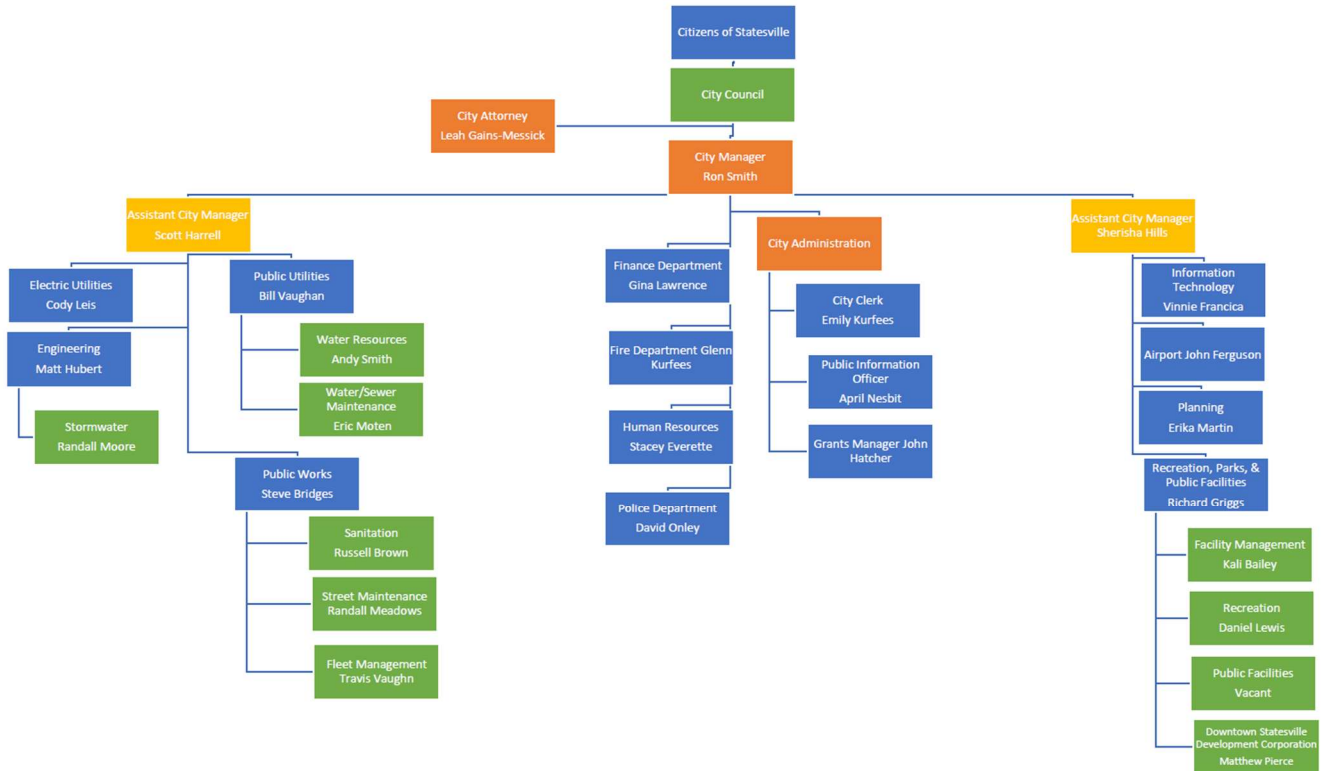 Citizens of Statesville
City Council
City Attorney
Leah Gains-Messick
City Manager
Ron Smith
Assistant City Manager
Scott Harrell
Electric Utilities
Cody Leis
Engineering
Matt Hubert
Stormwater
Randall Moore
Public Utilities
Bill Vaughan
Water Resources
Andy Smith
Water/Sewer
Maintenance
Eric Moten
Public Works
Steve Bridges
Sanitation
Russell Brown
Street Maintenance
Randall Meadows
Fleet Management
Travis Vaughn
Finance Department
Gina Lawrence
Fire Department Glenn
Kurfees
Human Resources
Stacey Everette
Police Department
David Onley
City Administration
City Clerk
Emily Kurfees
Public Information
Officer
April Nesbit
Grants Manager John
Hatcher
Assistant City Manager
Sherisha Hills
Information
Technology
Vinnie Francica
Airport John Ferguson
Planning
Erika Martin
Recreation, Parks, &
Public Facilities
Richard Griggs
Facility Management
Kali Bailey
Recreation
Daniel Lewis
Public Facilities
Vacant
Downtown Statesville
Development Corporation
Matthew Pierce